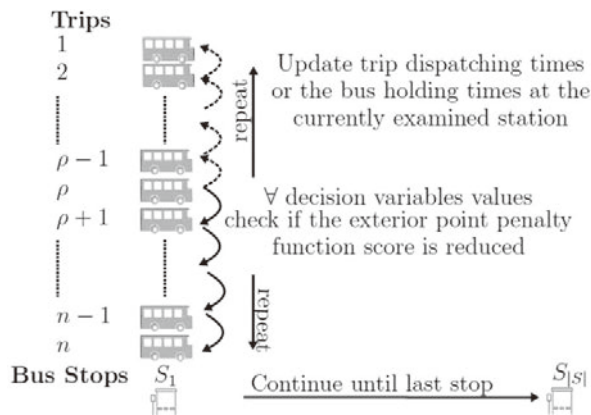 Trips
1
2
ρ − 1
ρ
ρ + 1
n − 1
n
Bus Stops
S₁
repeat
repeat
Update trip dispatching times
or the bus holding times at the
currently examined station
∀ decision variables values
check if the exterior point penalty
function score is reduced
Continue until last stop
S|S|